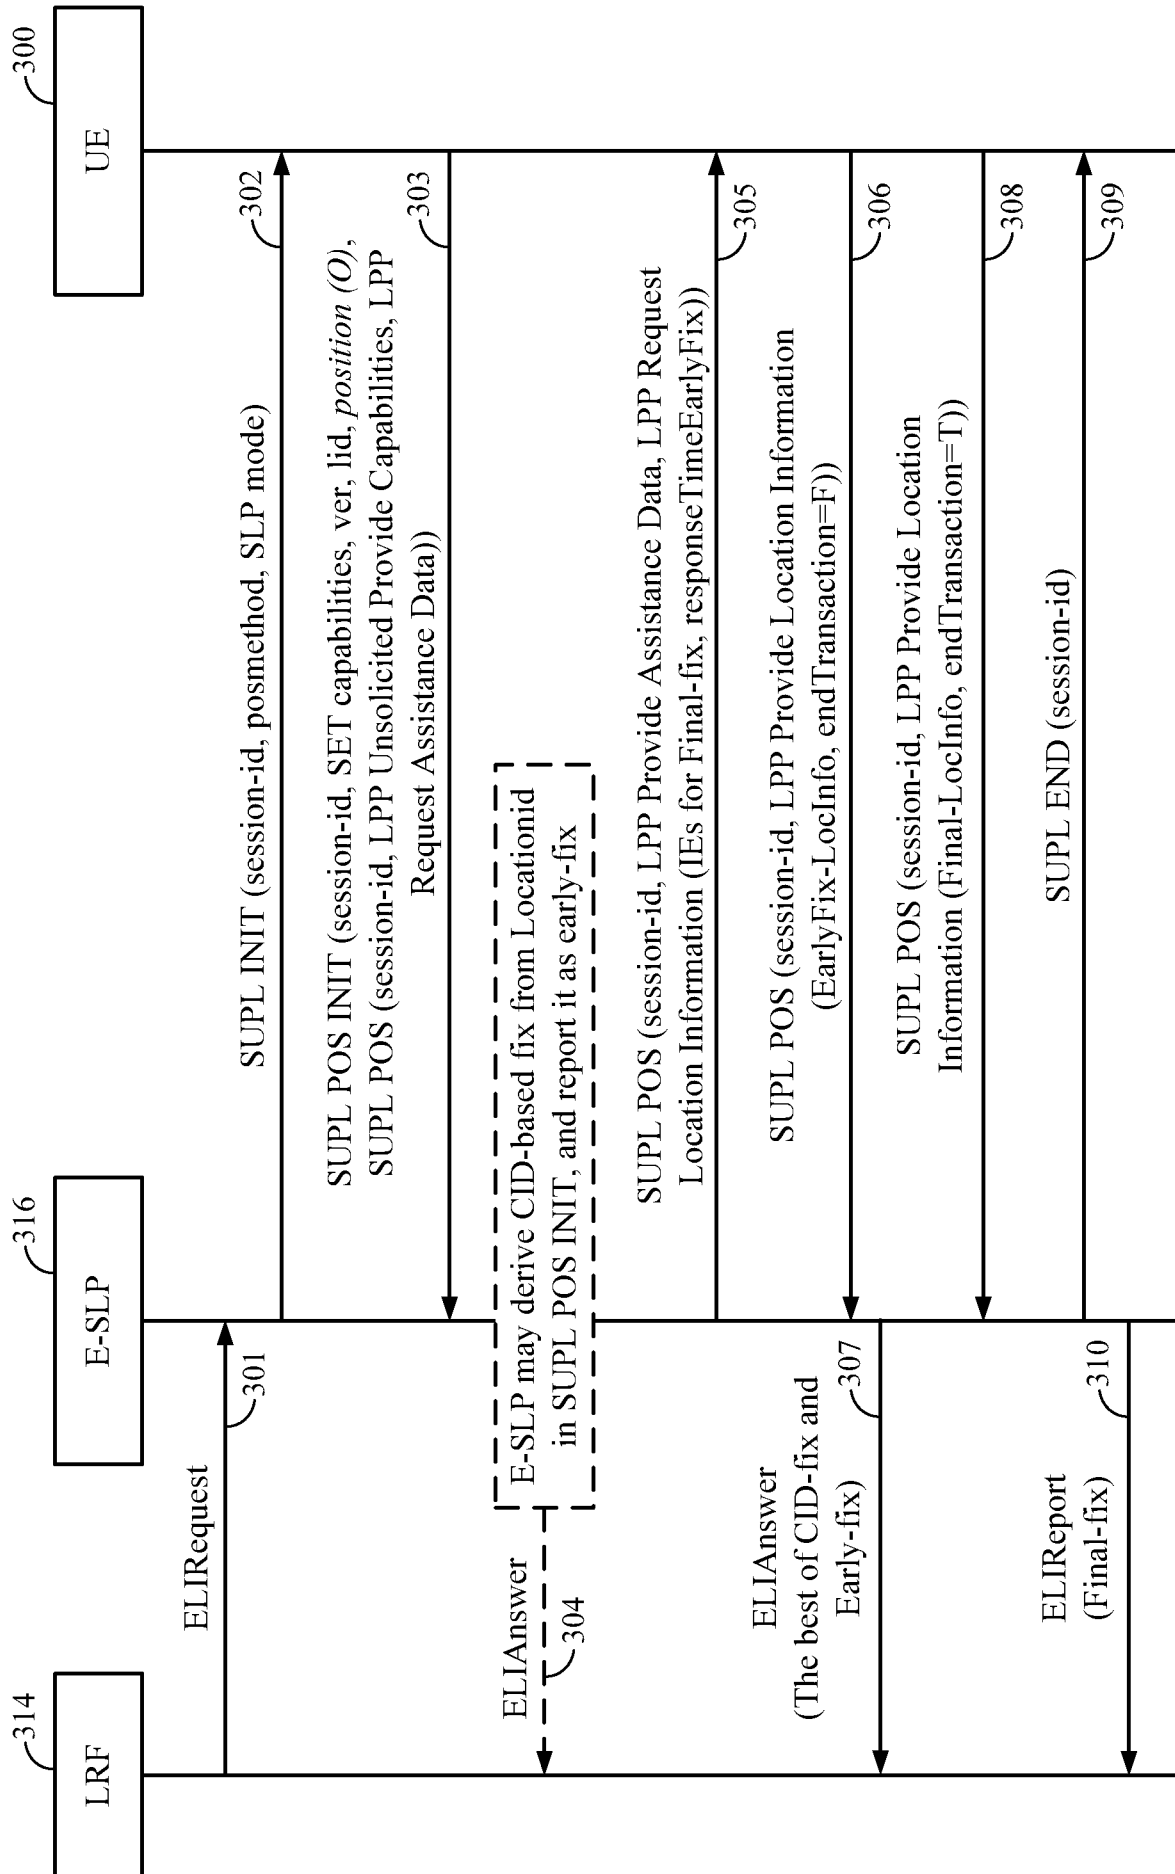 LRF
314
E-SLP
316
UE
300
ELIRequest
301
SUPL INIT (session-id, posmethod, SLP mode)
302
SUPL POS INIT (session-id, SET capabilities, ver, lid, position (O),
SUPL POS (session-id, LPP Unsolicited Provide Capabilities, LPP
Request Assistance Data))
303
E-SLP may derive CID-based fix from Locationid
in SUPL POS INIT, and report it as early-fix
ELIAnswer
304
SUPL POS (session-id, LPP Provide Assistance Data, LPP Request
Location Information (IEs for Final-fix, responseTimeEarlyFix))
305
SUPL POS (session-id, LPP Provide Location Information
(EarlyFix-LocInfo, endTransaction=F))
306
ELIAnswer
(The best of CID-fix and
Early-fix)
307
SUPL POS (session-id, LPP Provide Location
Information (Final-LocInfo, endTransaction=T))
308
SUPL END (session-id)
309
ELIReport
(Final-fix)
310